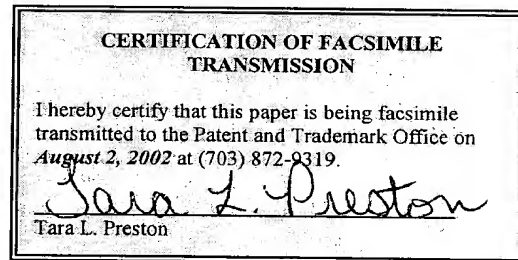 CERTIFICATION OF FACSIMILE
TRANSMISSION
I hereby certify that this paper is being facsimile
transmitted to the Patent and Trademark Office on
August 2, 2002 at (703) 872-9319.
Tara L. Preston
Tara L. Preston